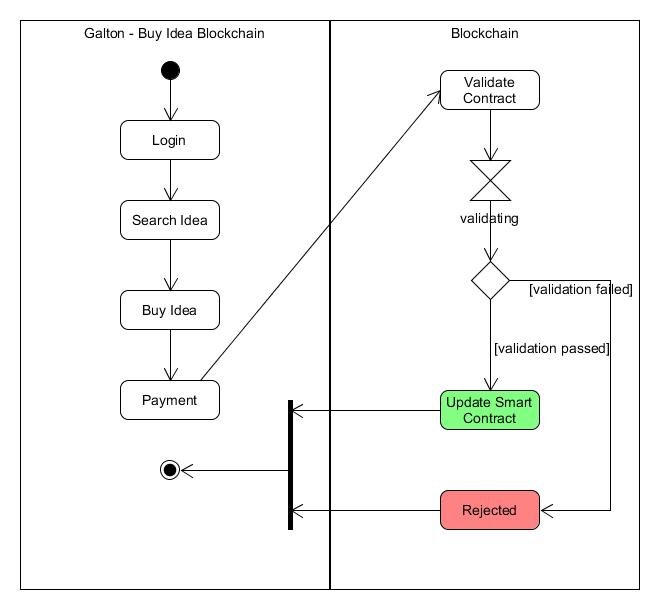 Galton - Buy Idea Blockchain
Blockchain
Login
Search Idea
Buy Idea
Payment
Validate
Contract
validating
[validation failed]
[validation passed]
Update Smart
Contract
Rejected